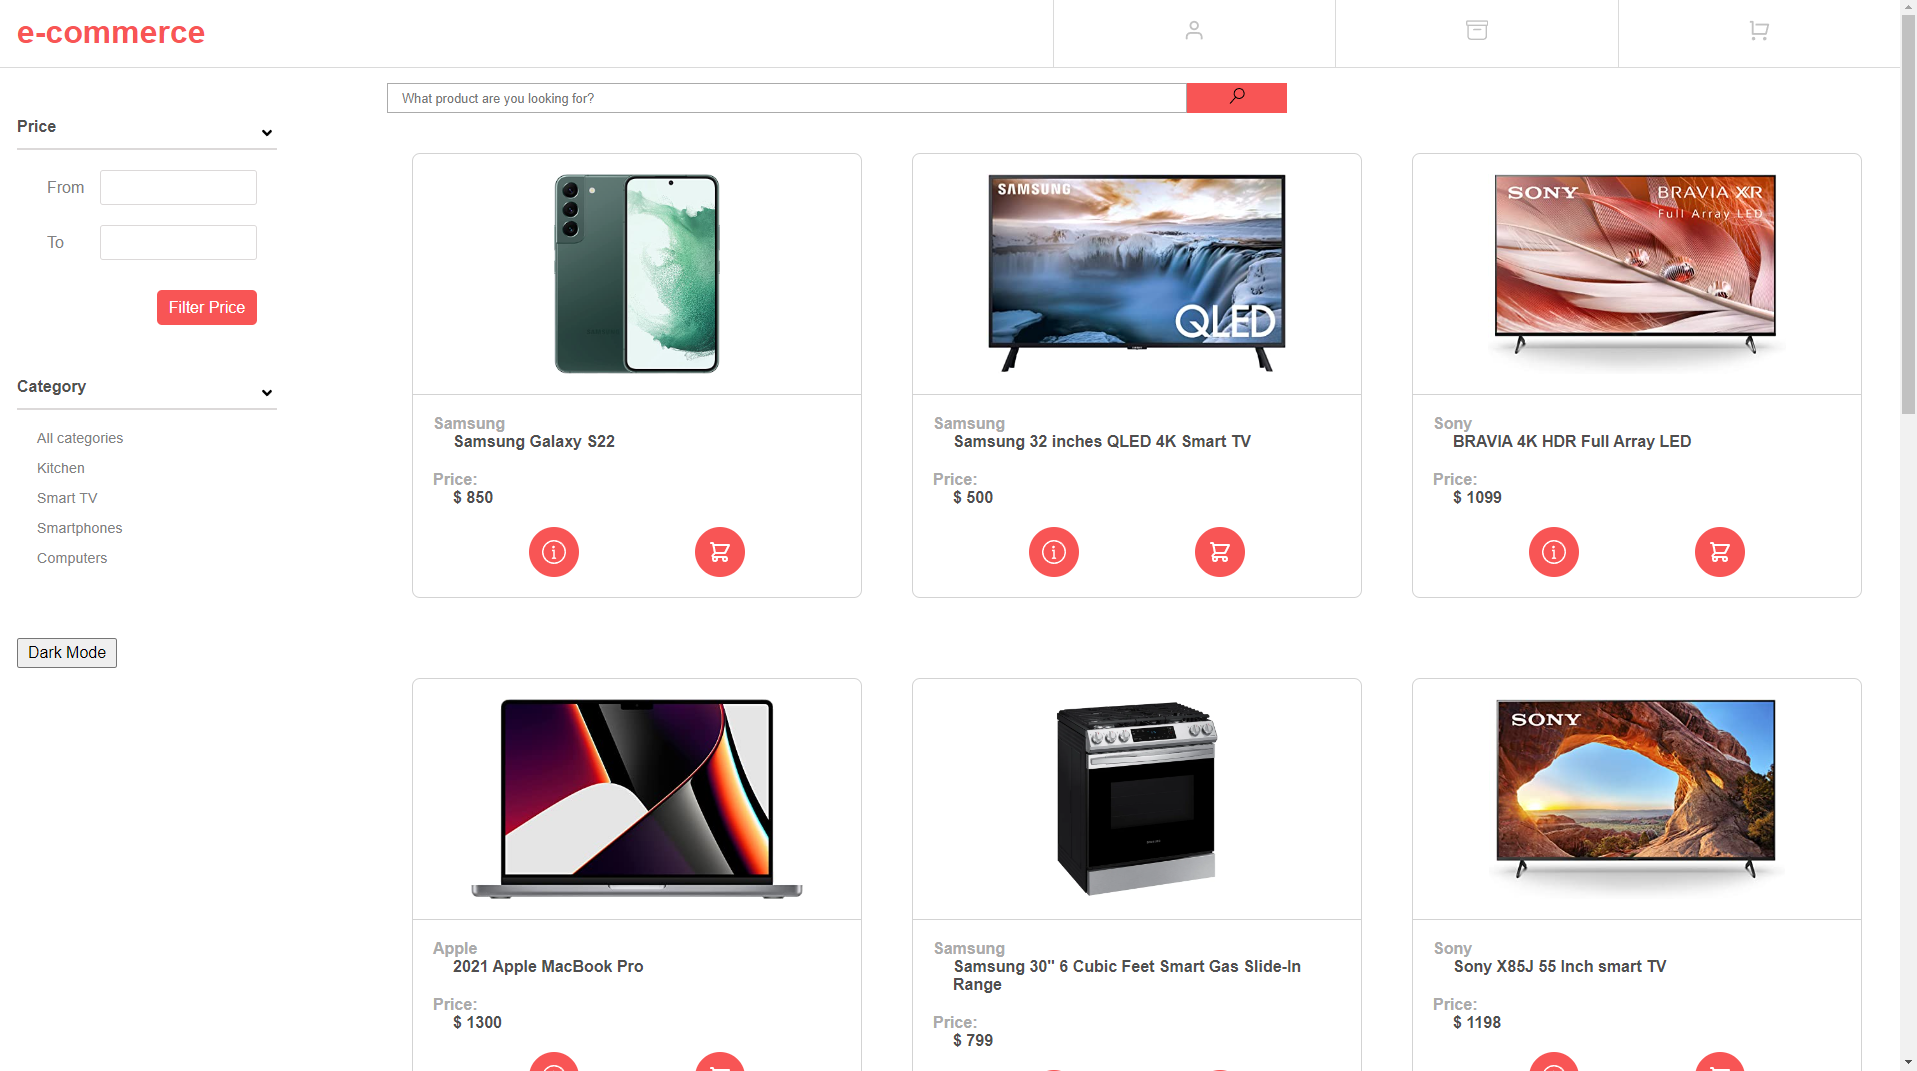 e-commerce
What product are you looking for?
Price
From
To
Filter Price
Category
All categories
Kitchen
Smart TV
Smartphones
Computers
Dark Mode
Samsung
Samsung Galaxy S22
Price:
$ 850
SAMSUNG
QLED
Samsung
Samsung 32 inches QLED 4K Smart TV
Price:
$ 500
SONY
BRAVIA XR
Full Array LED
Sony
BRAVIA 4K HDR Full Array LED
Price:
$ 1099
Apple
2021 Apple MacBook Pro
Price:
$ 1300
Samsung
Samsung 30" 6 Cubic Feet Smart Gas Slide-In
Range
Price:
$ 799
SONY
Sony
Sony X85J 55 Inch smart TV
Price:
$ 1198